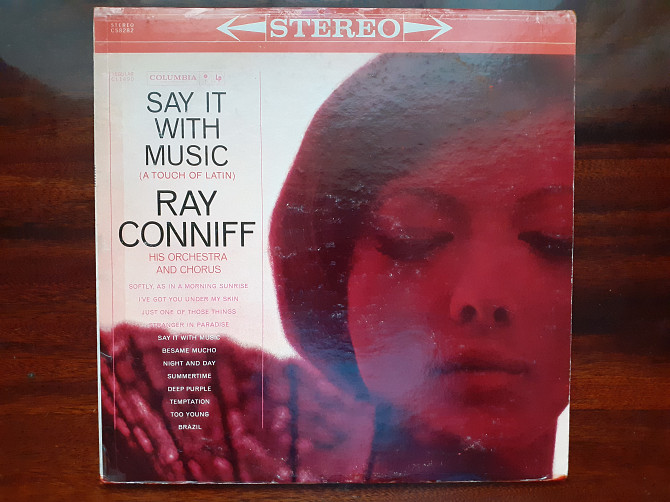 STEREO
CS8282
STEREO
COLUMBIA
SAY IT
WITH
MUSIC
(A TOUCH OF LATIN)
RAY
CONNIFF
HIS ORCHESTRA
AND CHORUS
SOFTLY, AS IN A MORNING SUNRISE
I'VE GOT YOU UNDER MY SKIN
JUST ONE OF THOSE THINGS
STRANGER IN PARADISE
SAY IT WITH MUSIC
BESAME MUCHO
NIGHT AND DAY
SUMMERTIME
DEEP PURPLE
TEMPTATION
TOO YOUNG
BRAZIL